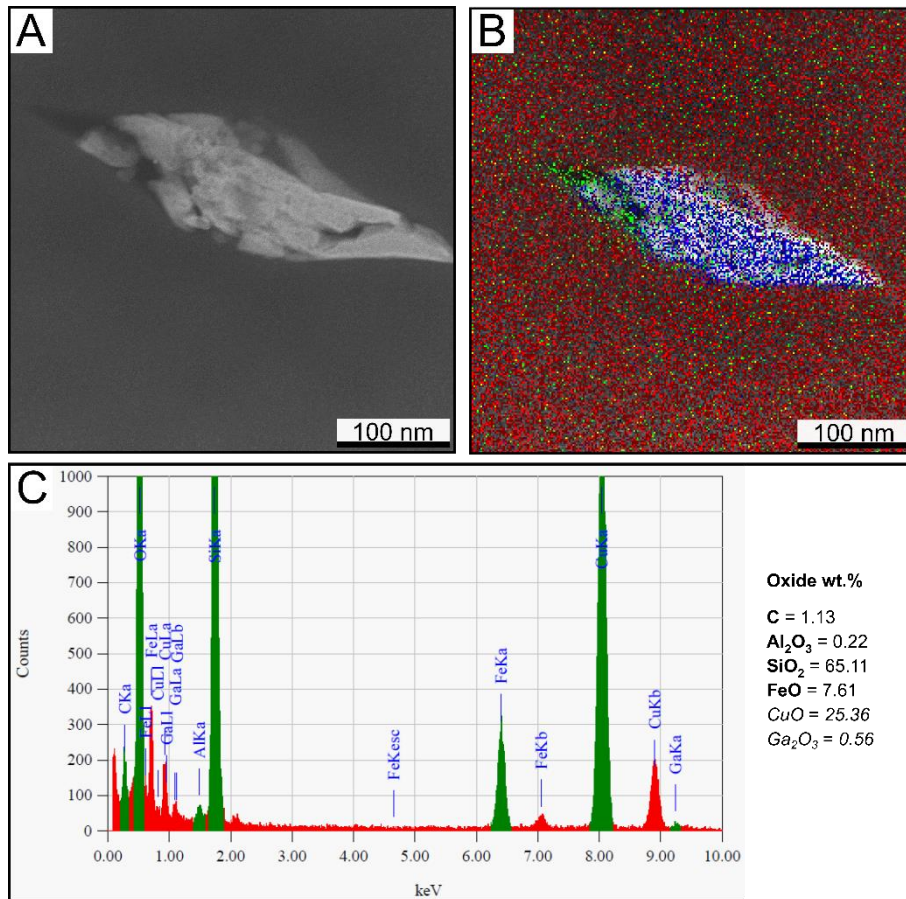 A
B
100 nm
100 nm
C
1000
900
800
700
600
500
400
300
200
100
0
Counts
0.00 1.00 2.00 3.00 4.00 5.00 6.00 7.00 8.00 9.00 10.00
keV
CKa
OKa
FeLl
FeLa
CuLl
CuLa
GaLl
GaLa
GaLb
AlKa
SiKa
FeKesc
FeKa
FeKb
CuKa
CuKb
GaKa
Oxide wt.%
C = 1.13
Al₂O₃ = 0.22
SiO₂ = 65.11
FeO = 7.61
CuO = 25.36
Ga₂O₃ = 0.56